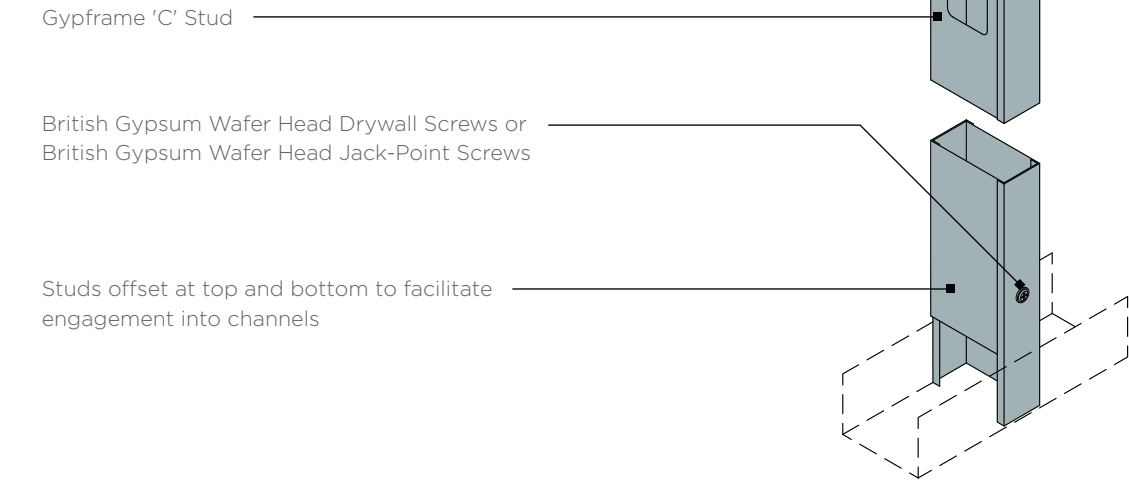 Gypframe 'C' Stud
British Gypsum Wafer Head Drywall Screws or
British Gypsum Wafer Head Jack-Point Screws
Studs offset at top and bottom to facilitate
engagement into channels